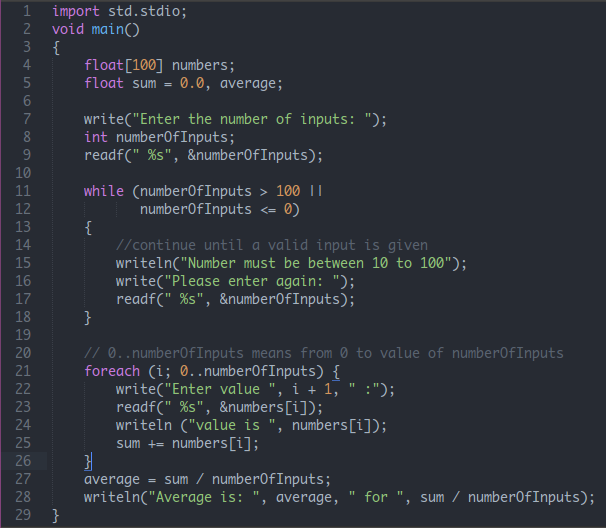 1 import std.stdio;
2 void main()
3 {
4     float[100] numbers;
5     float sum = 0.0, average;
6
7     write("Enter the number of inputs: ");
8     int numberOfInputs;
9     readf(" %s", &numberOfInputs);
10
11     while (numberOfInputs > 100 ||
12            numberOfInputs <= 0)
13     {
14         //continue until a valid input is given
15         writeln("Number must be between 10 to 100");
16         write("Please enter again: ");
17         readf(" %s", &numberOfInputs);
18     }
19
20     // 0..numberOfInputs means from 0 to value of numberOfInputs
21     foreach (i; 0..numberOfInputs) {
22         write("Enter value ", i + 1, " :");
23         readf(" %s", &numbers[i]);
24         writeln ("value is ", numbers[i]);
25         sum += numbers[i];
26     }
27     average = sum / numberOfInputs;
28     writeln("Average is: ", average, " for ", sum / numberOfInputs);
29 }